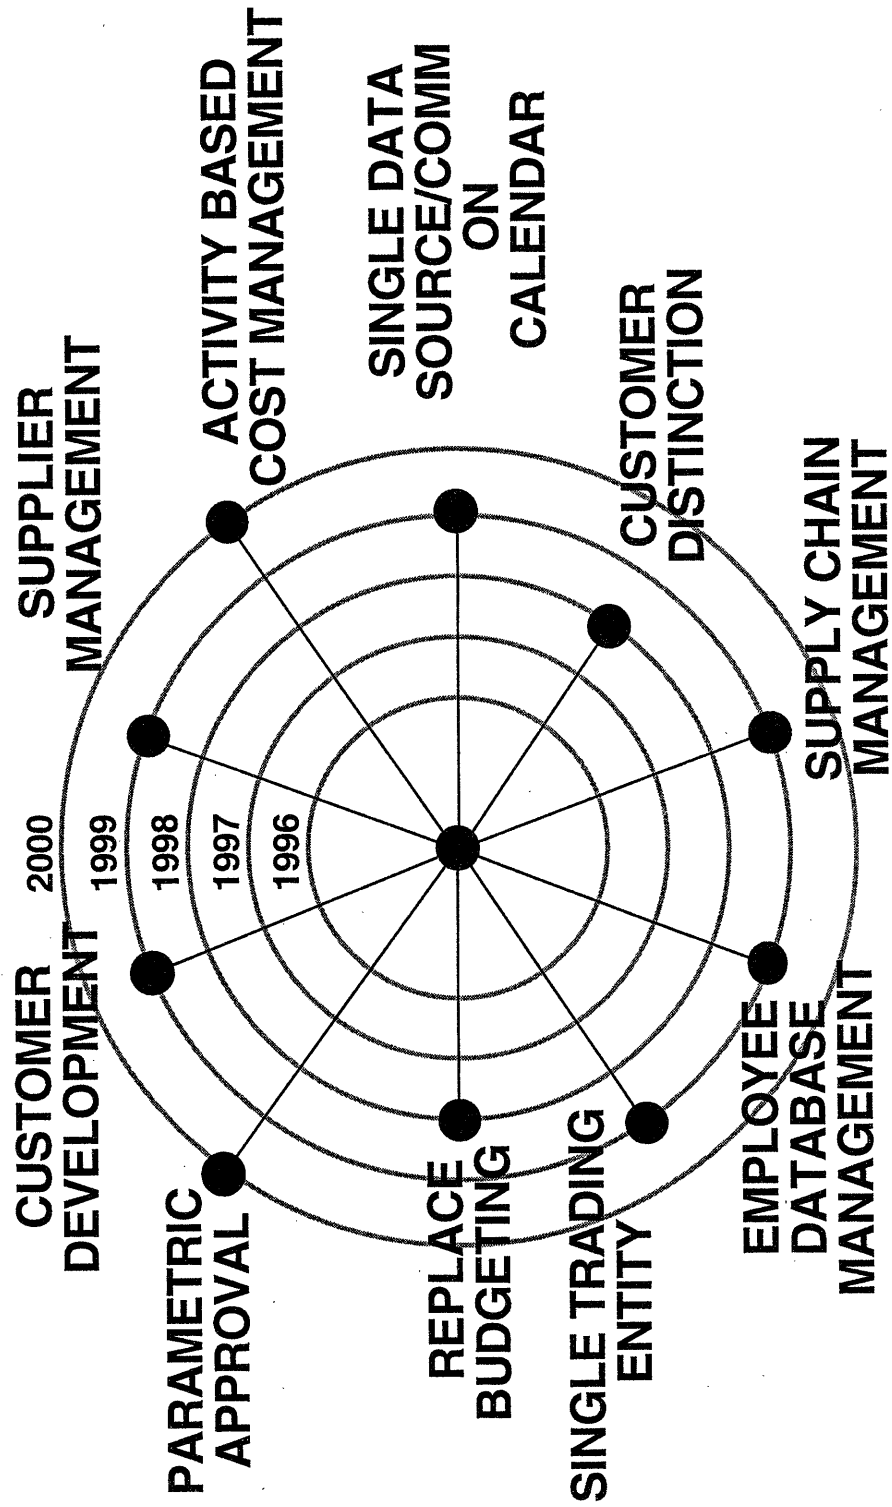 2000
1999
1998
1997
1996
SUPPLIER
MANAGEMENT
ACTIVITY BASED
COST MANAGEMENT
SINGLE DATA
SOURCE/COMM
ON
CALENDAR
CUSTOMER
DISTINCTION
SUPPLY CHAIN
MANAGEMENT
EMPLOYEE
DATABASE
MANAGEMENT
SINGLE TRADING
ENTITY
REPLACE
BUDGETING
PARAMETRIC
APPROVAL
CUSTOMER
DEVELOPMENT